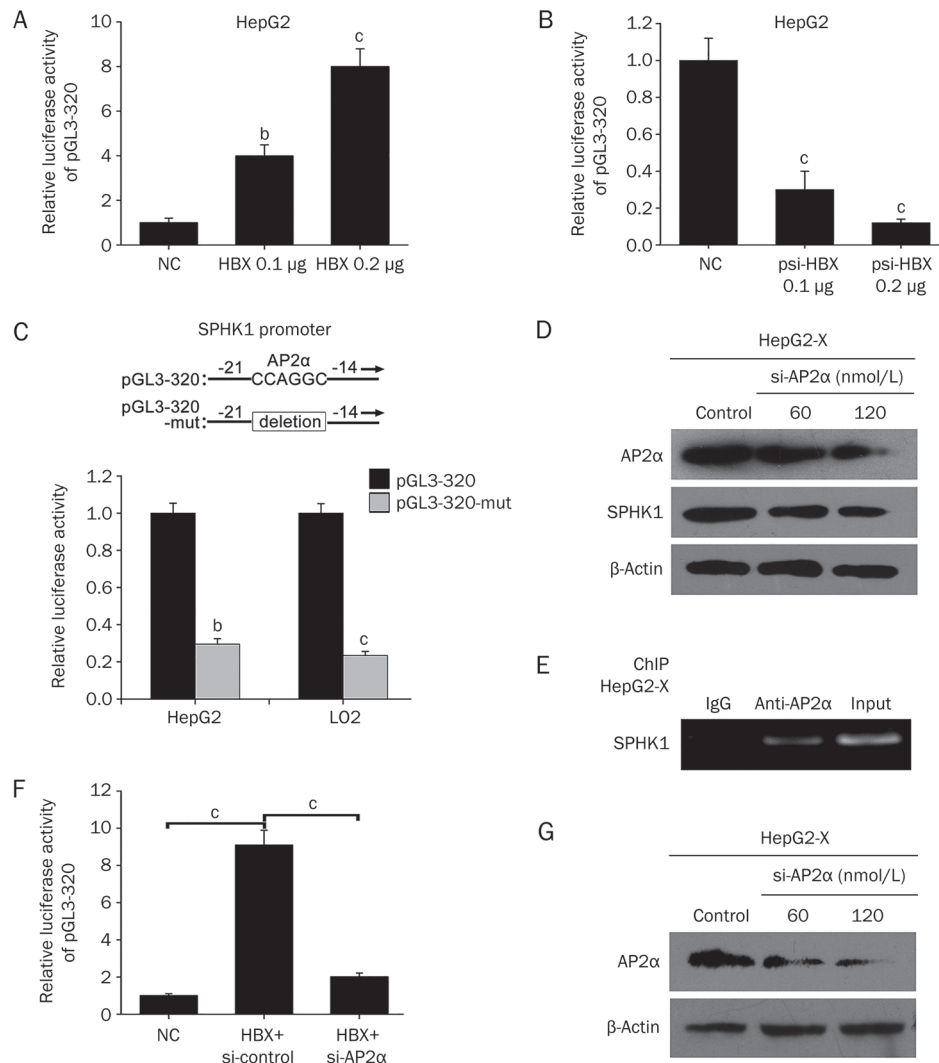 A
HepG2
Relative luciferase activity
of pGL3-320
10
8
6
4
2
0
b
c
NC
HBX 0.1 µg
HBX 0.2 µg
B
HepG2
Relative luciferase activity
of pGL3-320
1.2
1.0
0.8
0.6
0.4
0.2
0.0
c
c
NC
psi-HBX
0.1 µg
psi-HBX
0.2 µg
C
SPHK1 promoter
pGL3-320:
-21
AP2α
CCAGGC
-14
pGL3-320
-mut:
-21
deletion
-14
Relative luciferase activity
1.2
1.0
0.8
0.6
0.4
0.2
0.0
pGL3-320
pGL3-320-mut
b
c
HepG2
LO2
D
HepG2-X
si-AP2α (nmol/L)
Control
60
120
AP2α
SPHK1
β-Actin
E
ChIP
HepG2-X
IgG
Anti-AP2α
Input
SPHK1
F
Relative luciferase activity
of pGL3-320
12
10
8
6
4
2
0
c
c
NC
HBX+
si-control
HBX+
si-AP2α
G
HepG2-X
si-AP2α (nmol/L)
Control
60
120
AP2α
β-Actin